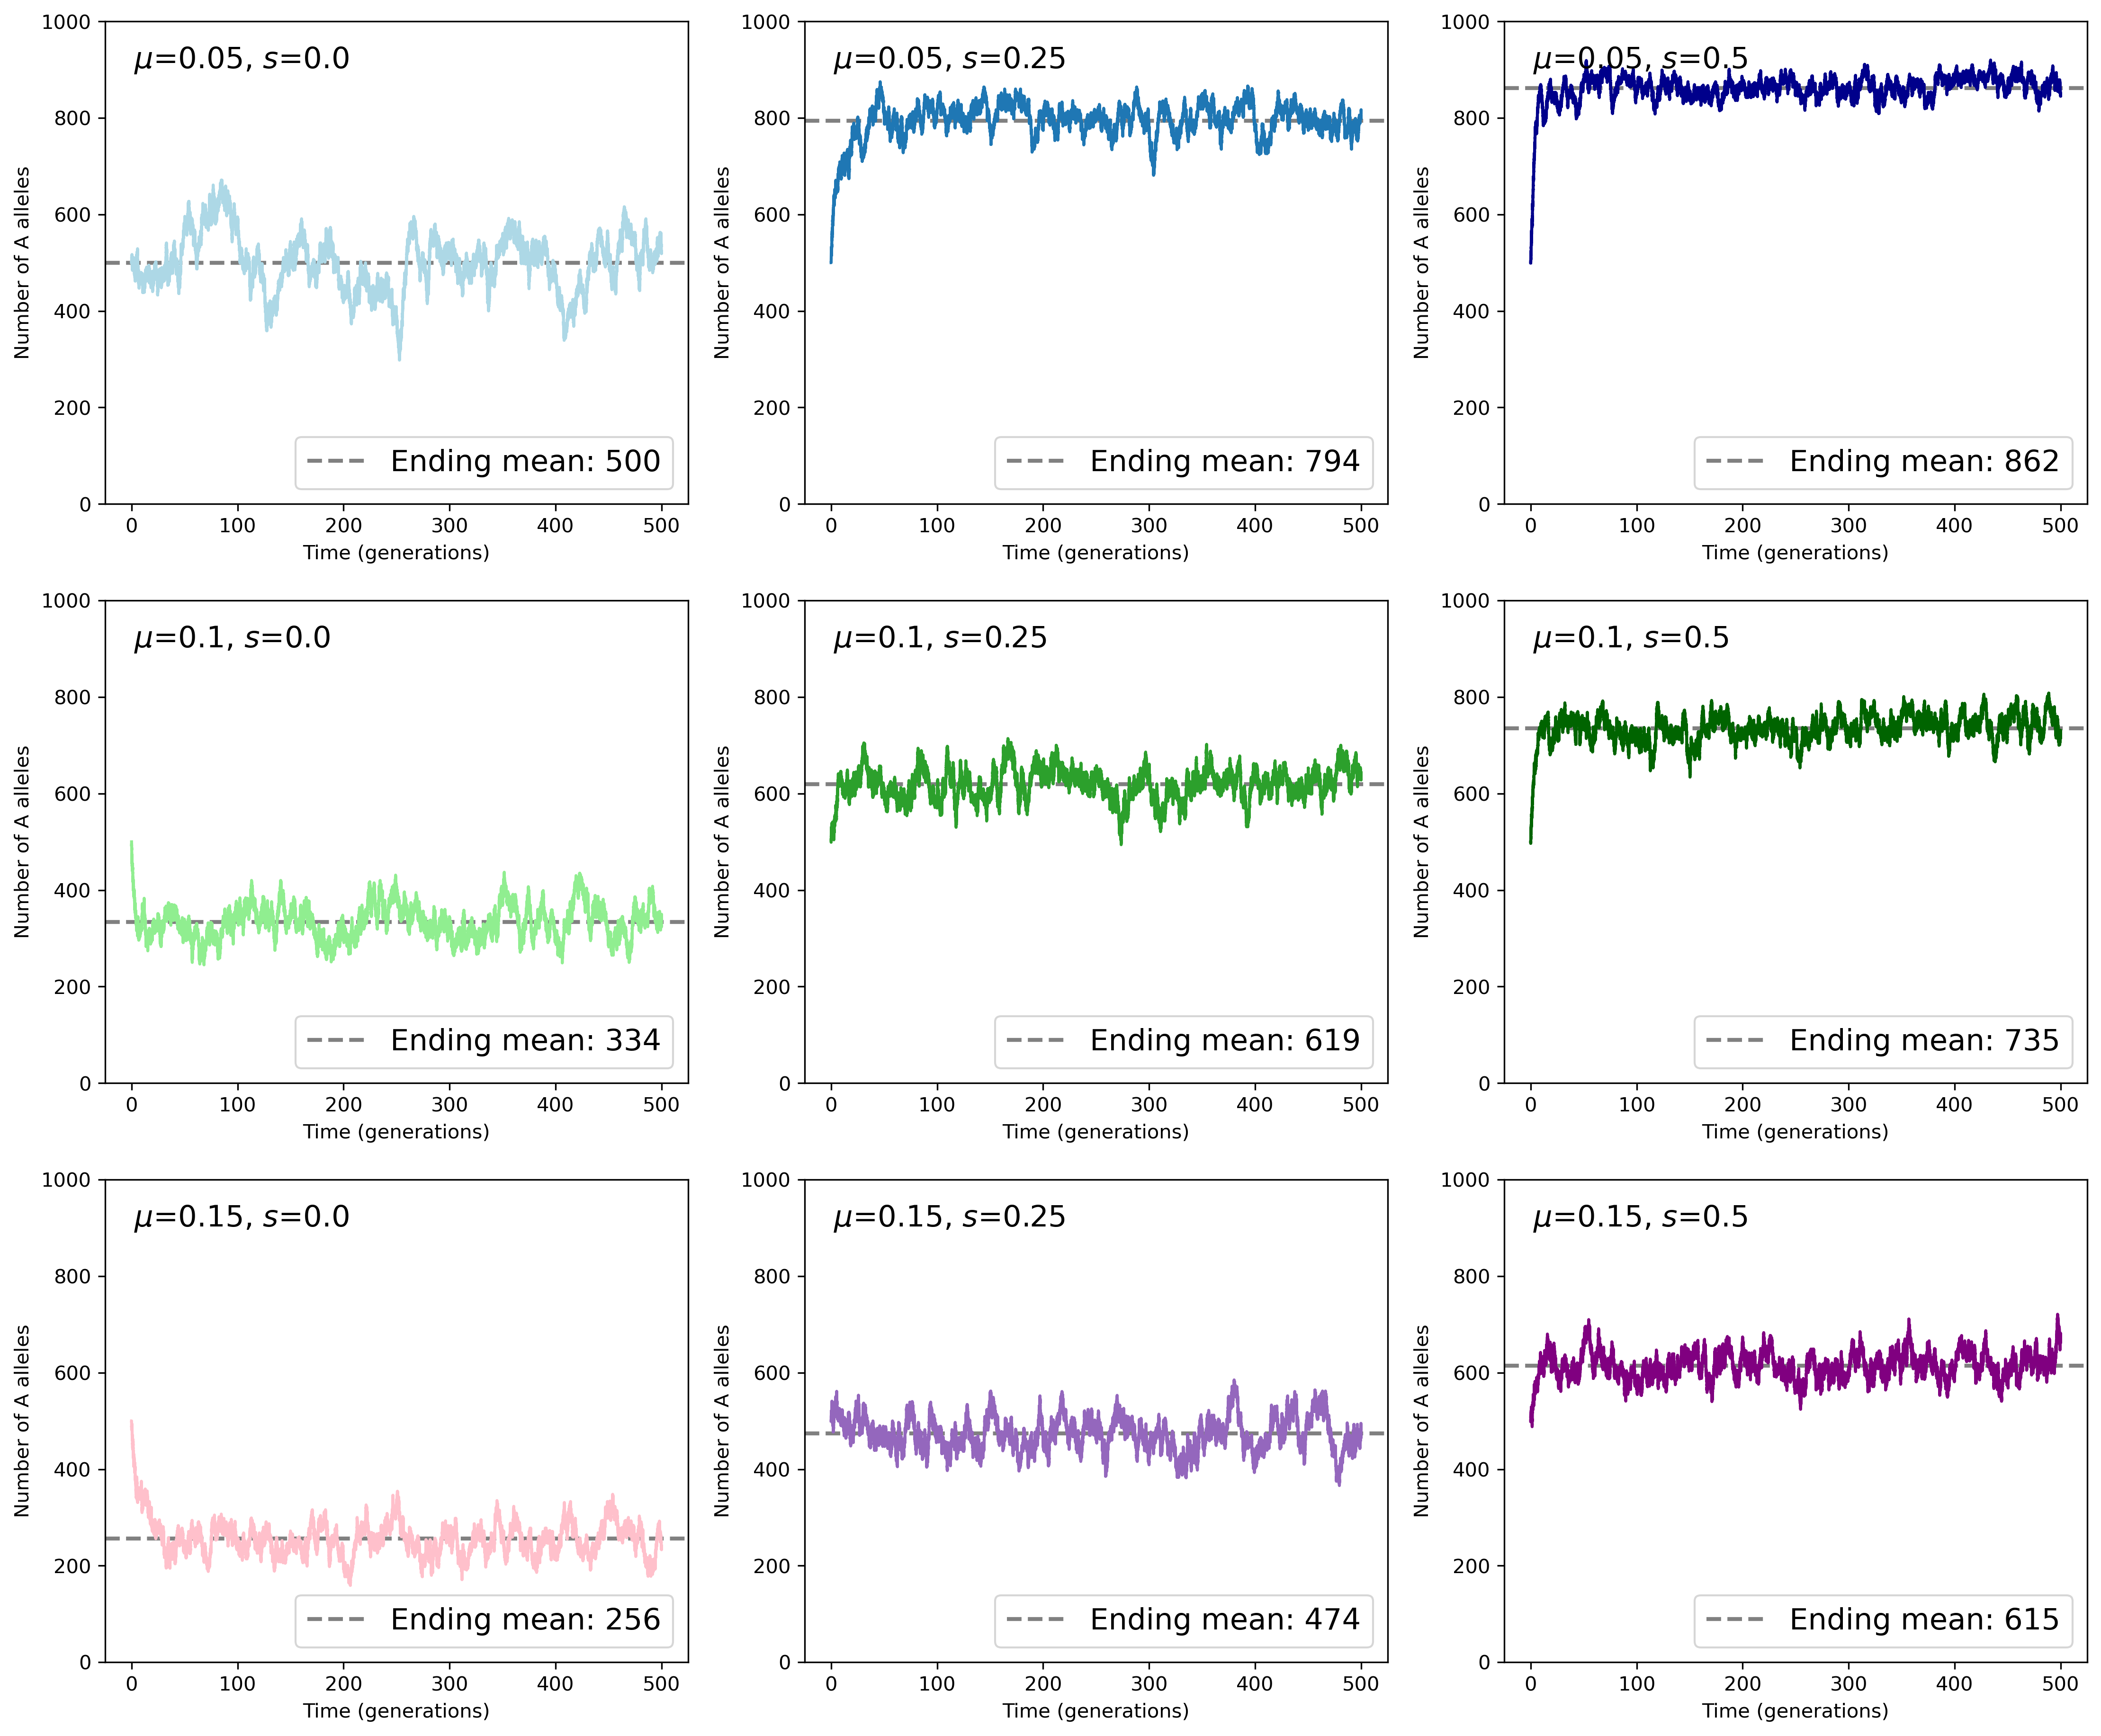 μ=0.05, s=0.0
1000
800
600
400
200
0
Number of A alleles
Ending mean: 500
0 100 200 300 400 500
Time (generations)
μ=0.05, s=0.25
1000
800
600
400
200
0
Number of A alleles
Ending mean: 794
0 100 200 300 400 500
Time (generations)
μ=0.05, s=0.5
1000
800
600
400
200
0
Number of A alleles
Ending mean: 862
0 100 200 300 400 500
Time (generations)
μ=0.1, s=0.0
1000
800
600
400
200
0
Number of A alleles
Ending mean: 334
0 100 200 300 400 500
Time (generations)
μ=0.1, s=0.25
1000
800
600
400
200
0
Number of A alleles
Ending mean: 619
0 100 200 300 400 500
Time (generations)
μ=0.1, s=0.5
1000
800
600
400
200
0
Number of A alleles
Ending mean: 735
0 100 200 300 400 500
Time (generations)
μ=0.15, s=0.0
1000
800
600
400
200
0
Number of A alleles
Ending mean: 256
0 100 200 300 400 500
Time (generations)
μ=0.15, s=0.25
1000
800
600
400
200
0
Number of A alleles
Ending mean: 474
0 100 200 300 400 500
Time (generations)
μ=0.15, s=0.5
1000
800
600
400
200
0
Number of A alleles
Ending mean: 615
0 100 200 300 400 500
Time (generations)